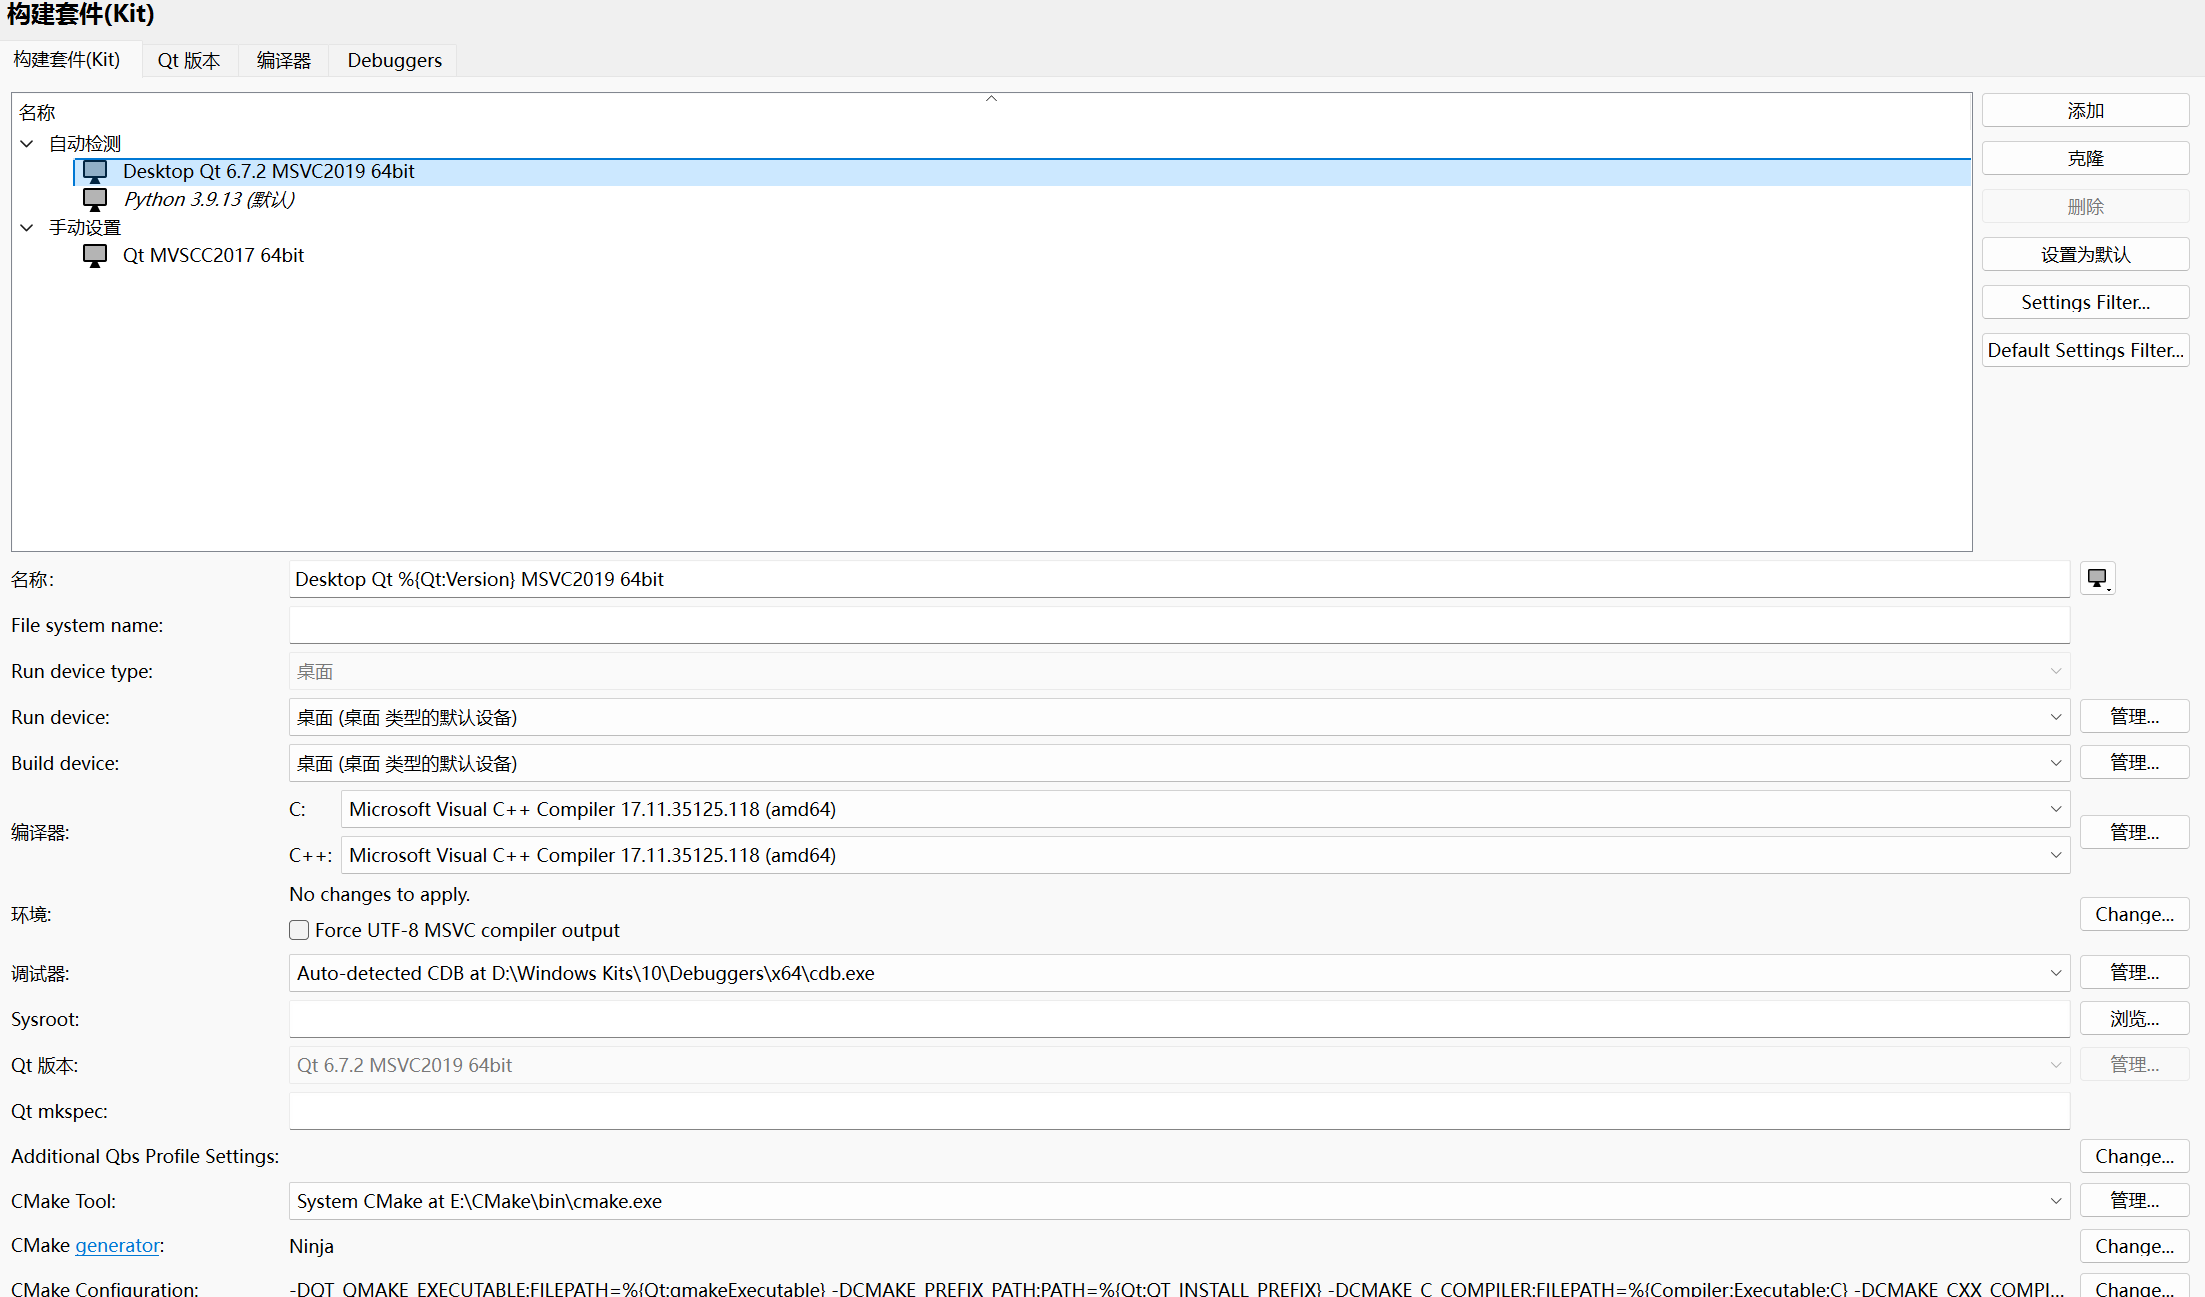 构建套件(Kit)
构建套件(Kit) Qt 版本 编译器 Debuggers
名称
自动检测
Desktop Qt 6.7.2 MSVC2019 64bit
Python 3.9.13 (默认)
手动设置
Qt MVSCC2017 64bit
添加
克隆
删除
设置为默认
Settings Filter...
Default Settings Filter...
名称: Desktop Qt %{Qt:Version} MSVC2019 64bit
File system name:
Run device type: 桌面
Run device: 桌面 (桌面 类型的默认设备) 管理...
Build device: 桌面 (桌面 类型的默认设备) 管理...
编译器: 管理...
C: Microsoft Visual C++ Compiler 17.11.35125.118 (amd64)
C++: Microsoft Visual C++ Compiler 17.11.35125.118 (amd64)
No changes to apply.
环境: Change...
Force UTF-8 MSVC compiler output
调试器: Auto-detected CDB at D:\Windows Kits\10\Debuggers\x64\cdb.exe 管理...
Sysroot: 浏览...
Qt 版本: Qt 6.7.2 MSVC2019 64bit 管理...
Qt mkspec:
Additional Qbs Profile Settings: Change...
CMake Tool: System CMake at E:\CMake\bin\cmake.exe 管理...
CMake generator: Ninja Change...
CMake Configuration: -DQT_QMAKE_EXECUTABLE:FILEPATH=%{Qt:qmakeExecutable} -DCMAKE_PREFIX_PATH:PATH=%{Qt:QT_INSTALL_PREFIX} -DCMAKE_C_COMPILER:FILEPATH=%{Compiler:Executable:C} -DCMAKE_CXX_COMPI... Change...